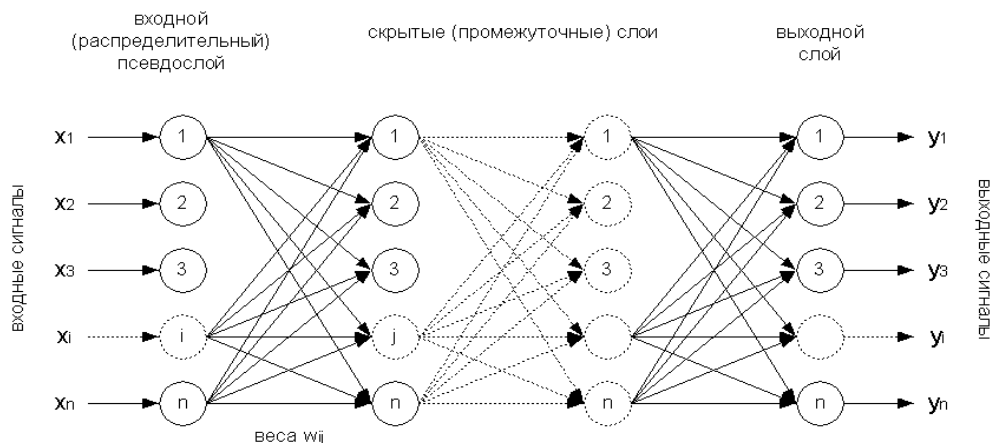 входной
(распределительный)
псевдослой
скрытые (промежуточные) слои
выходной
слой
входные сигналы
x1
1
1
1
1
y1
x2
2
2
2
2
y2
x3
3
3
3
3
y3
xi
i
j
yi
xn
n
n
n
n
yn
выходные сигналы
веса wij